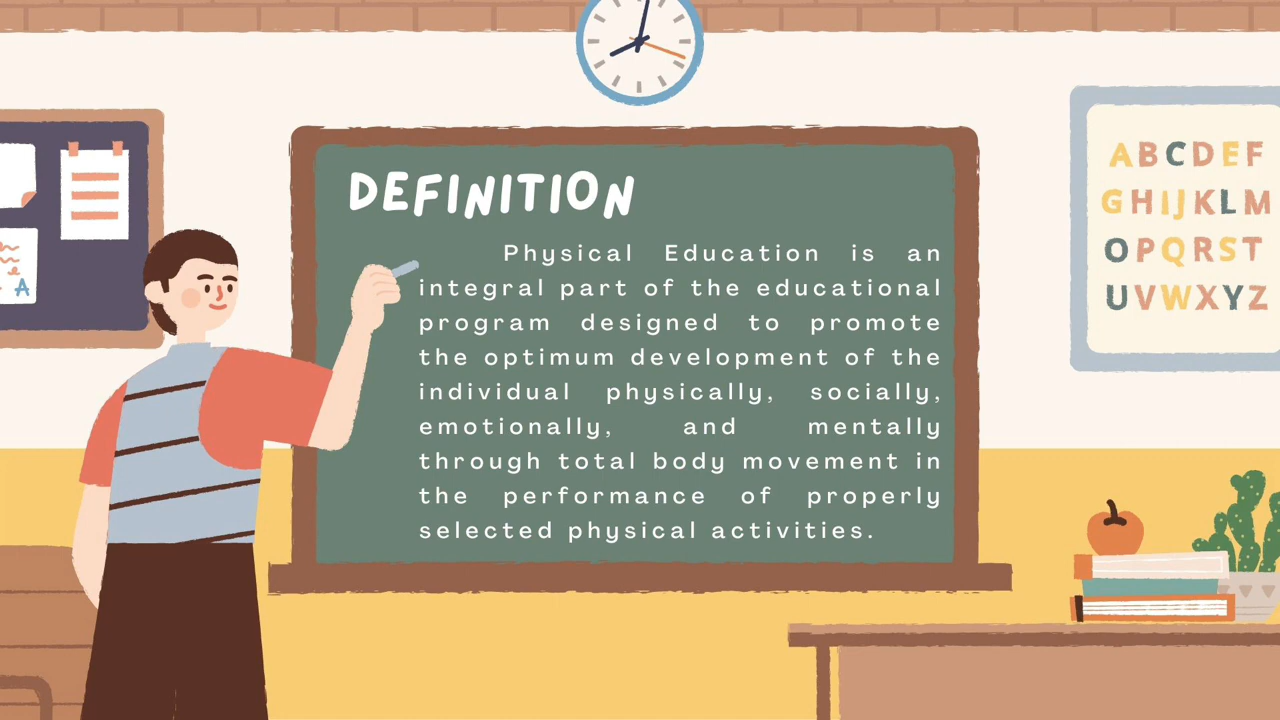 DEFINITION
Physical Education is an
integral part of the educational
program designed to promote
the optimum development of the
individual physically, socially,
emotionally, and mentally
through total body movement in
the performance of properly
selected physical activities.
A
ABCDEF
GHIJKLM
OPQRST
UVWXYZ